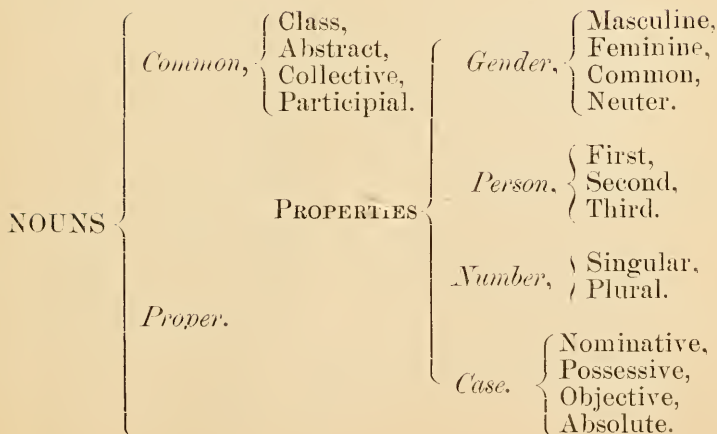 NOUNS
Common,
Class,
Abstract,
Collective,
Participial.
Proper.
PROPERTIES
Gender,
Masculine,
Feminine,
Common,
Neuter.
Person,
First,
Second,
Third.
Number,
Singular,
Plural.
Case.
Nominative,
Possessive,
Objective,
Absolute.